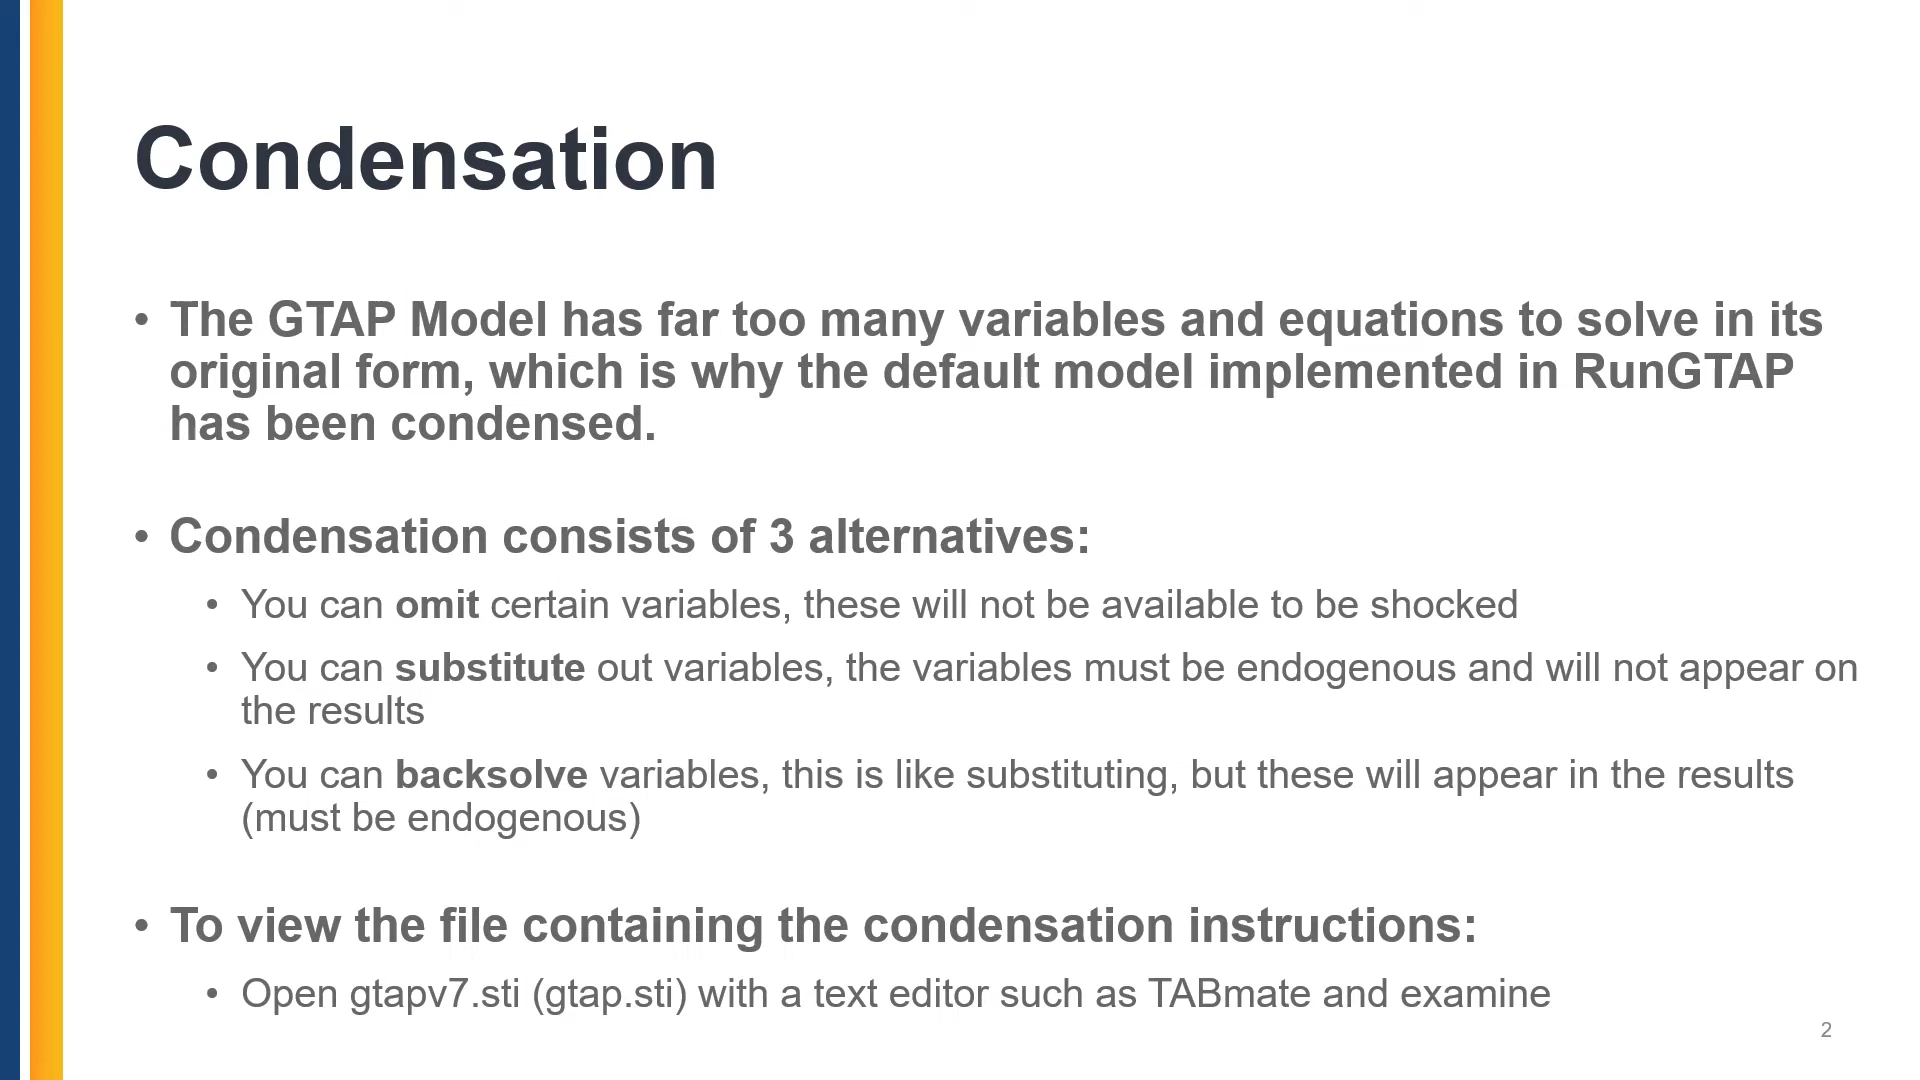 Condensation
• The GTAP Model has far too many variables and equations to solve in its
original form, which is why the default model implemented in RunGTAP
has been condensed.
• Condensation consists of 3 alternatives:
• You can omit certain variables, these will not be available to be shocked
• You can substitute out variables, the variables must be endogenous and will not appear on
the results
• You can backsolve variables, this is like substituting, but these will appear in the results
(must be endogenous)
• To view the file containing the condensation instructions:
• Open gtapv7.sti (gtap.sti) with a text editor such as TABmate and examine
2